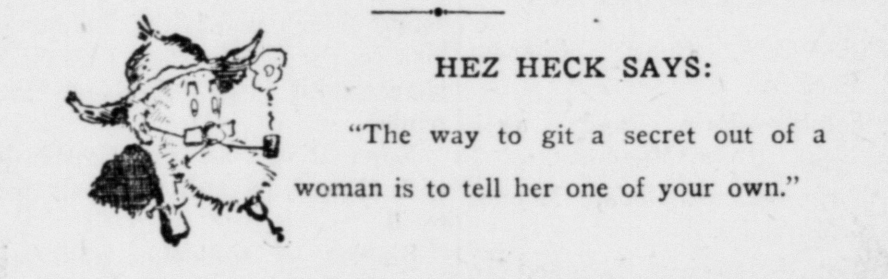 HEZ HECK SAYS:
“The way to git a secret out of a
woman is to tell her one of your own.”